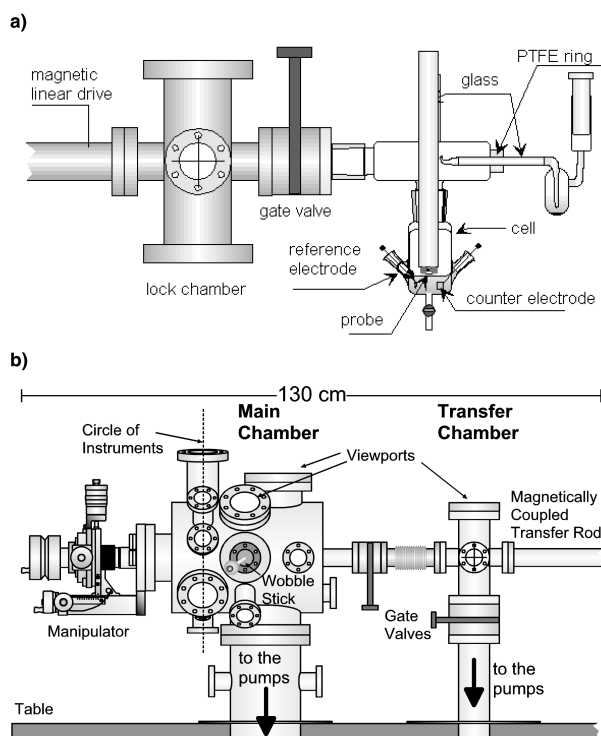 a)
PTFE ring
magnetic
linear drive
glass
gate valve
cell
reference
electrode
lock chamber
counter electrode
probe
b)
130 cm
Main
Chamber
Transfer
Chamber
Circle of
Instruments
Viewports
Magnetically
Coupled
Transfer Rod
Wobble
Stick
Manipulator
Gate
Valves
to the
pumps
to the
pumps
Table